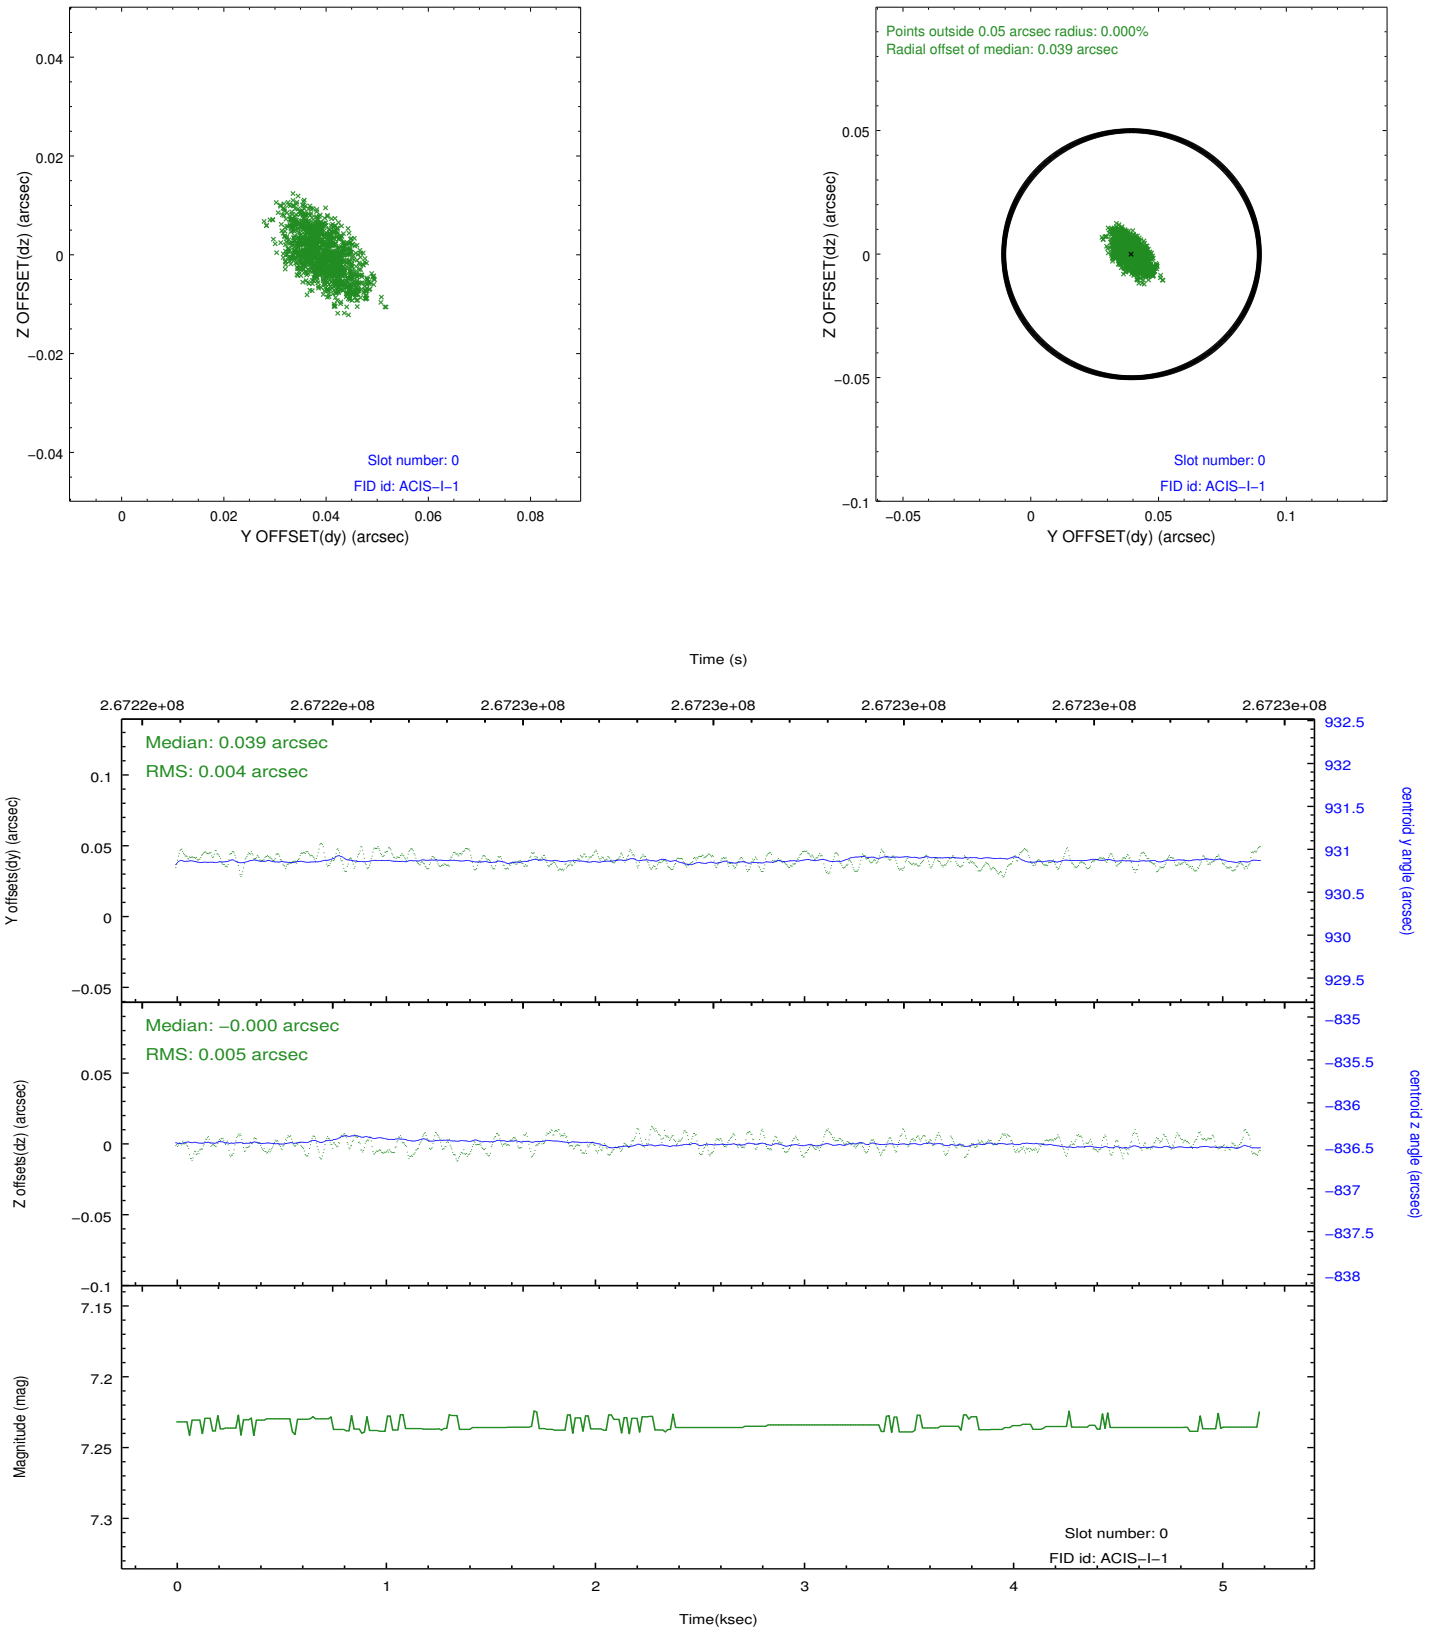 0.04
0.02
0
−0.02
−0.04
Z OFFSET(dz) (arcsec)
Slot number: 0
FID id: ACIS−I−1
0
0.02
0.04
0.06
0.08
Y OFFSET(dy) (arcsec)
Points outside 0.05 arcsec radius: 0.000%
Radial offset of median: 0.039 arcsec
0.05
0
−0.05
−0.1
Z OFFSET(dz) (arcsec)
Slot number: 0
FID id: ACIS−I−1
−0.05
0
0.05
0.1
Y OFFSET(dy) (arcsec)
Time (s)
2.6722e+08
2.6722e+08
2.6723e+08
2.6723e+08
2.6723e+08
2.6723e+08
2.6723e+08
Median: 0.039 arcsec
RMS: 0.004 arcsec
0.1
0.05
0
−0.05
Y offsets(dy) (arcsec)
932.5
932
931.5
931
930.5
930
929.5
centroid y angle (arcsec)
Median: −0.000 arcsec
RMS: 0.005 arcsec
0.05
0
−0.05
−0.1
Z offsets(dz) (arcsec)
−835
−835.5
−836
−836.5
−837
−837.5
−838
centroid z angle (arcsec)
7.15
7.2
7.25
7.3
Magnitude (mag)
Slot number: 0
FID id: ACIS−I−1
0
1
2
3
4
5
Time(ksec)